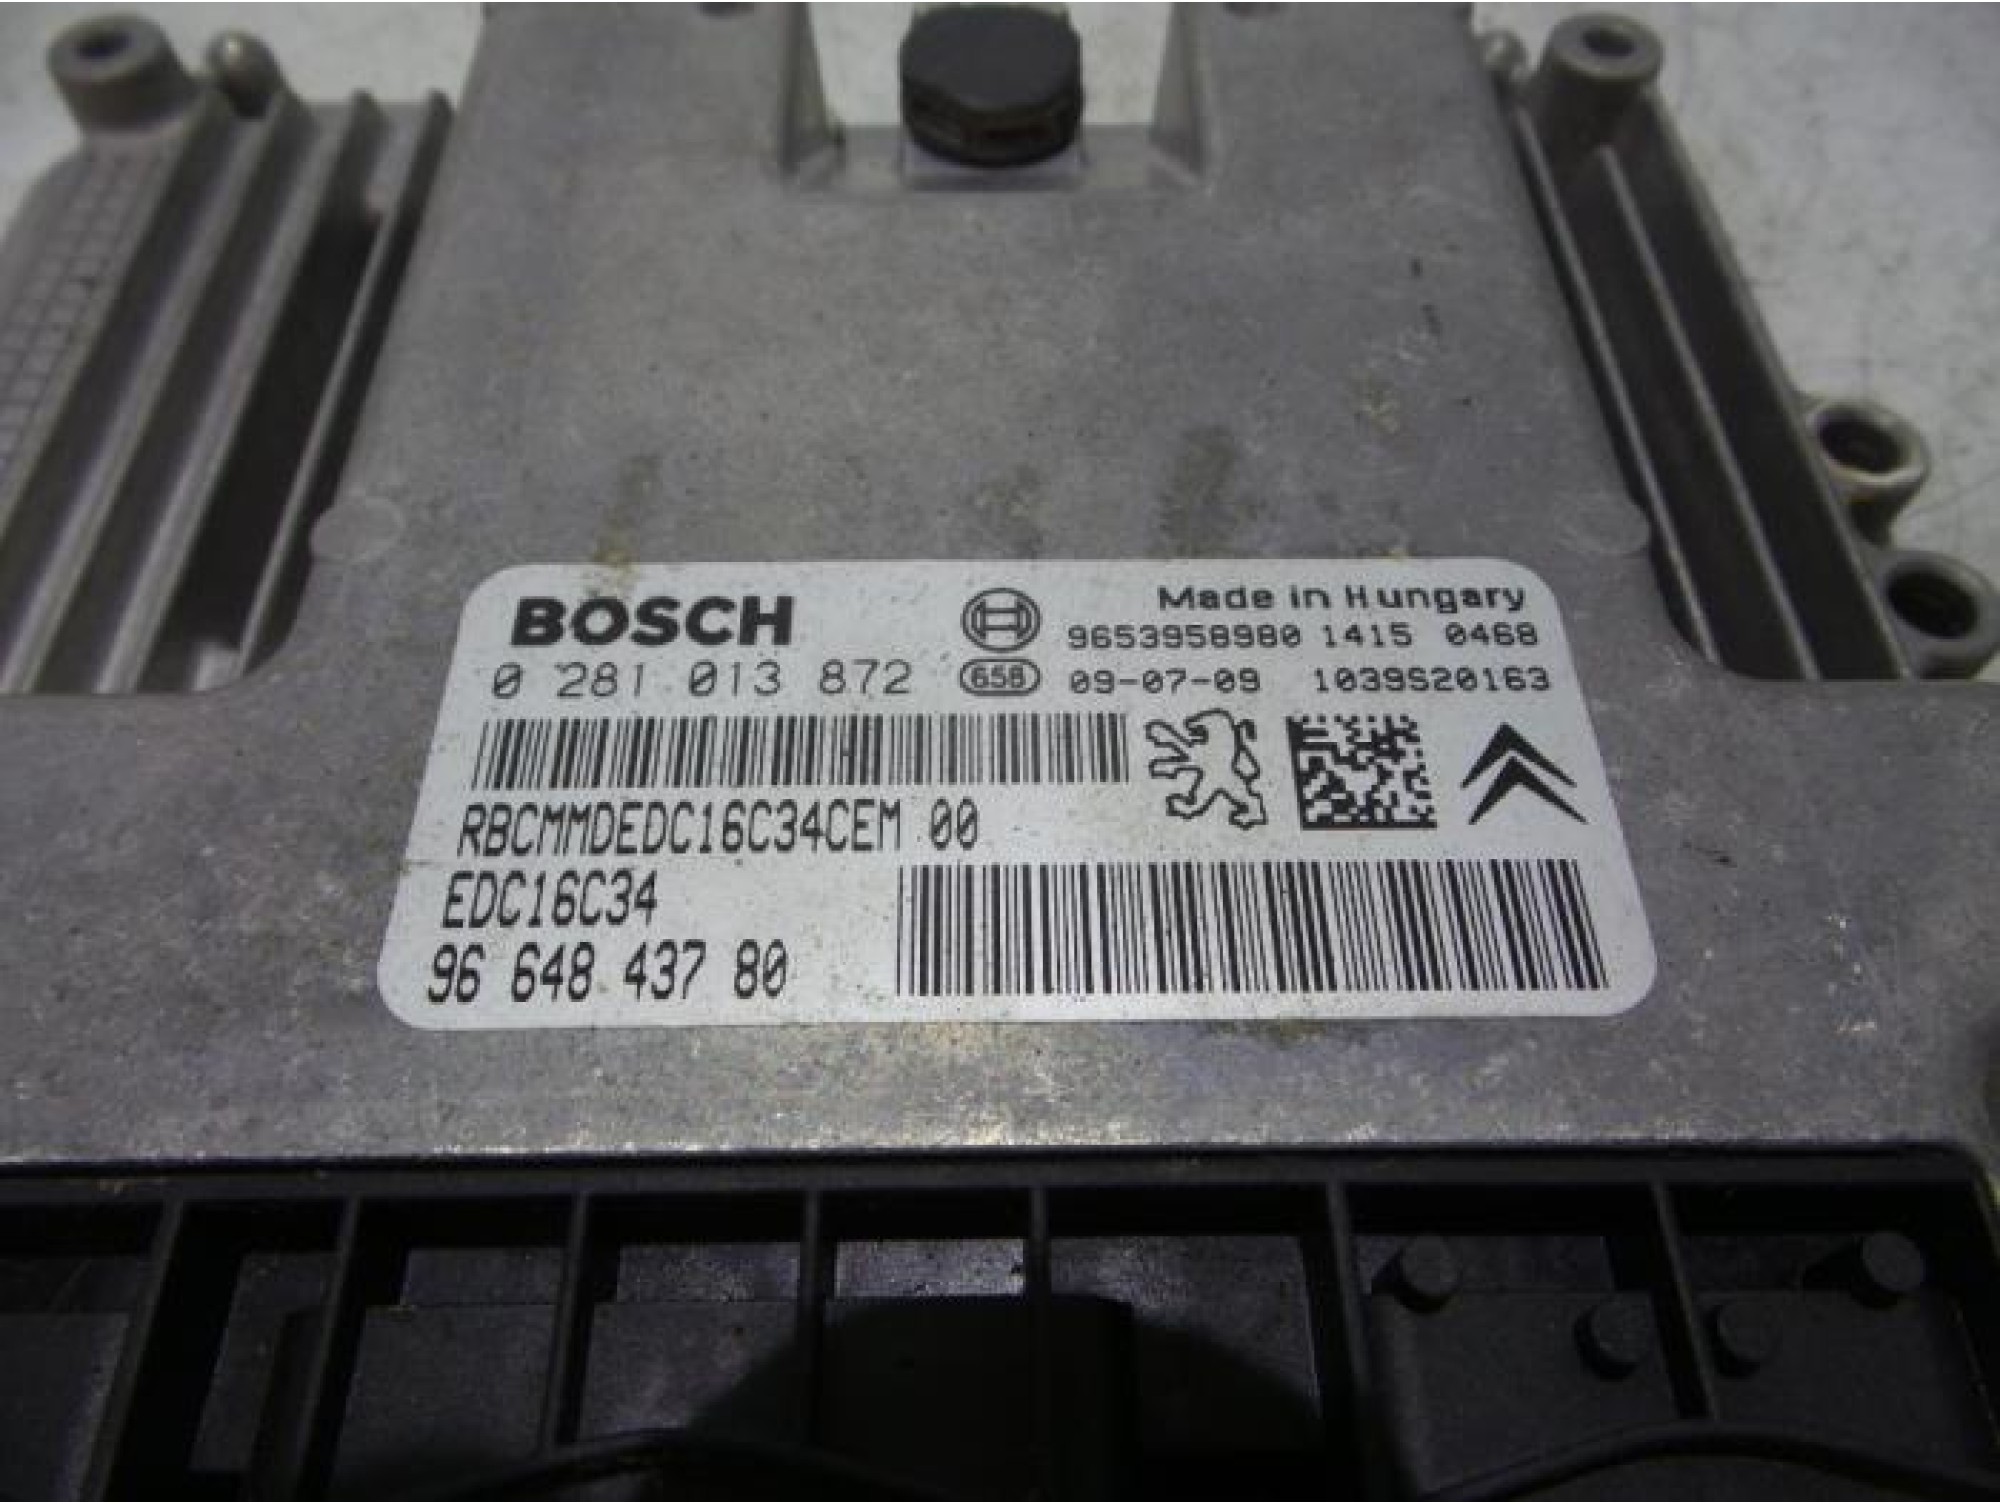 BOSCH
Made in Hungary
9653958980 1415 0468
0 281 013 872
658
09-07-09 1039S20163
RBCMMDEDC16C34CEM 00
EDC16C34
96 648 437 80